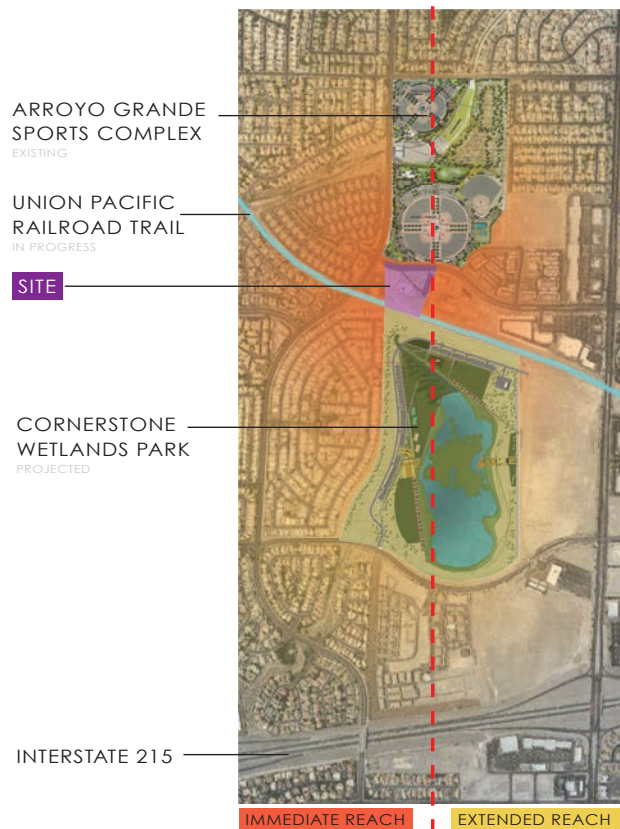 ARROYO GRANDE
SPORTS COMPLEX
EXISTING
UNION PACIFIC
RAILROAD TRAIL
IN PROGRESS
SITE
CORNERSTONE
WETLANDS PARK
PROJECTED
INTERSTATE 215
IMMEDIATE REACH
EXTENDED REACH